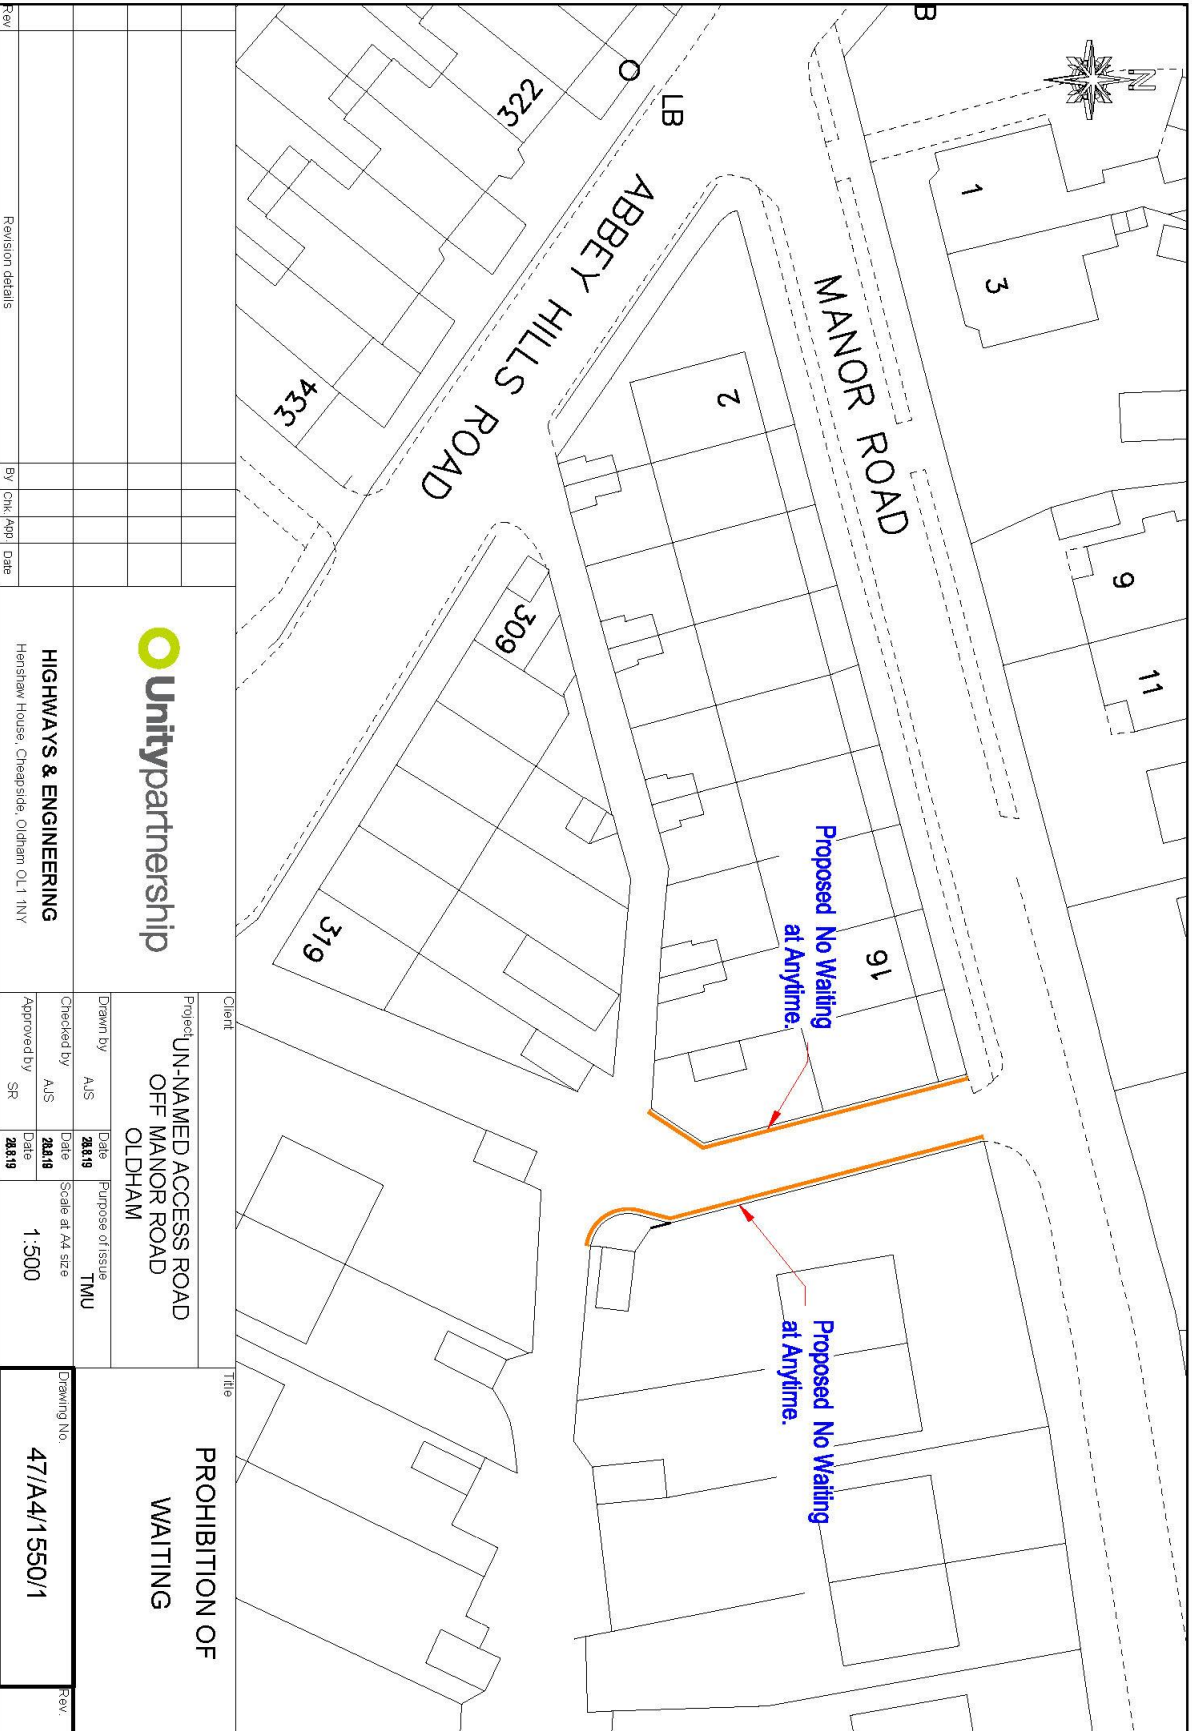 B
N
LB
1
3
322
ABBEY HILLS ROAD
MANOR ROAD
2
334
9
11
309
16
319
Proposed No Waiting
at Anytime.
Proposed No Waiting
at Anytime.
Rev
Revision details
By
Chk.
App.
Date
Unitypartnership
HIGHWAYS & ENGINEERING
Henshaw House, Cheapside, Oldham OL1 1NY
Client
Project
UN-NAMED ACCESS ROAD
OFF MANOR ROAD
OLDHAM
Drawn by
AJS
Date
28.8.19
Purpose of issue
TMU
Checked by
AJS
Date
28.8.19
Scale at A4 size
1:500
Approved by
SR
Date
28.8.19
Title
PROHIBITION OF
WAITING
Drawing No.
47/A4/1550/1
Rev.